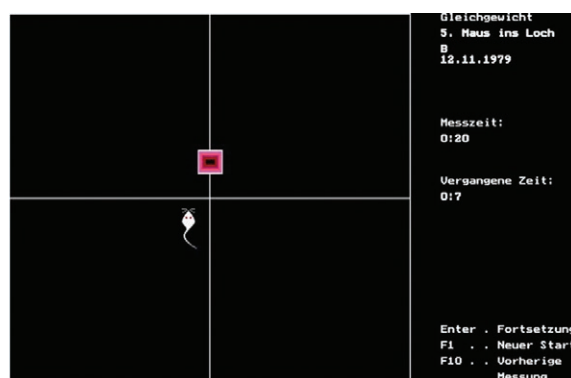 Gleichgewicht
5. Maus ins Loch
B
12.11.1979
Messzeit:
0:20
Vergangene Zeit:
0:7
Enter . Fortsetzung
F1 . . Neuer Start
F10 . . Vorherige
Messung